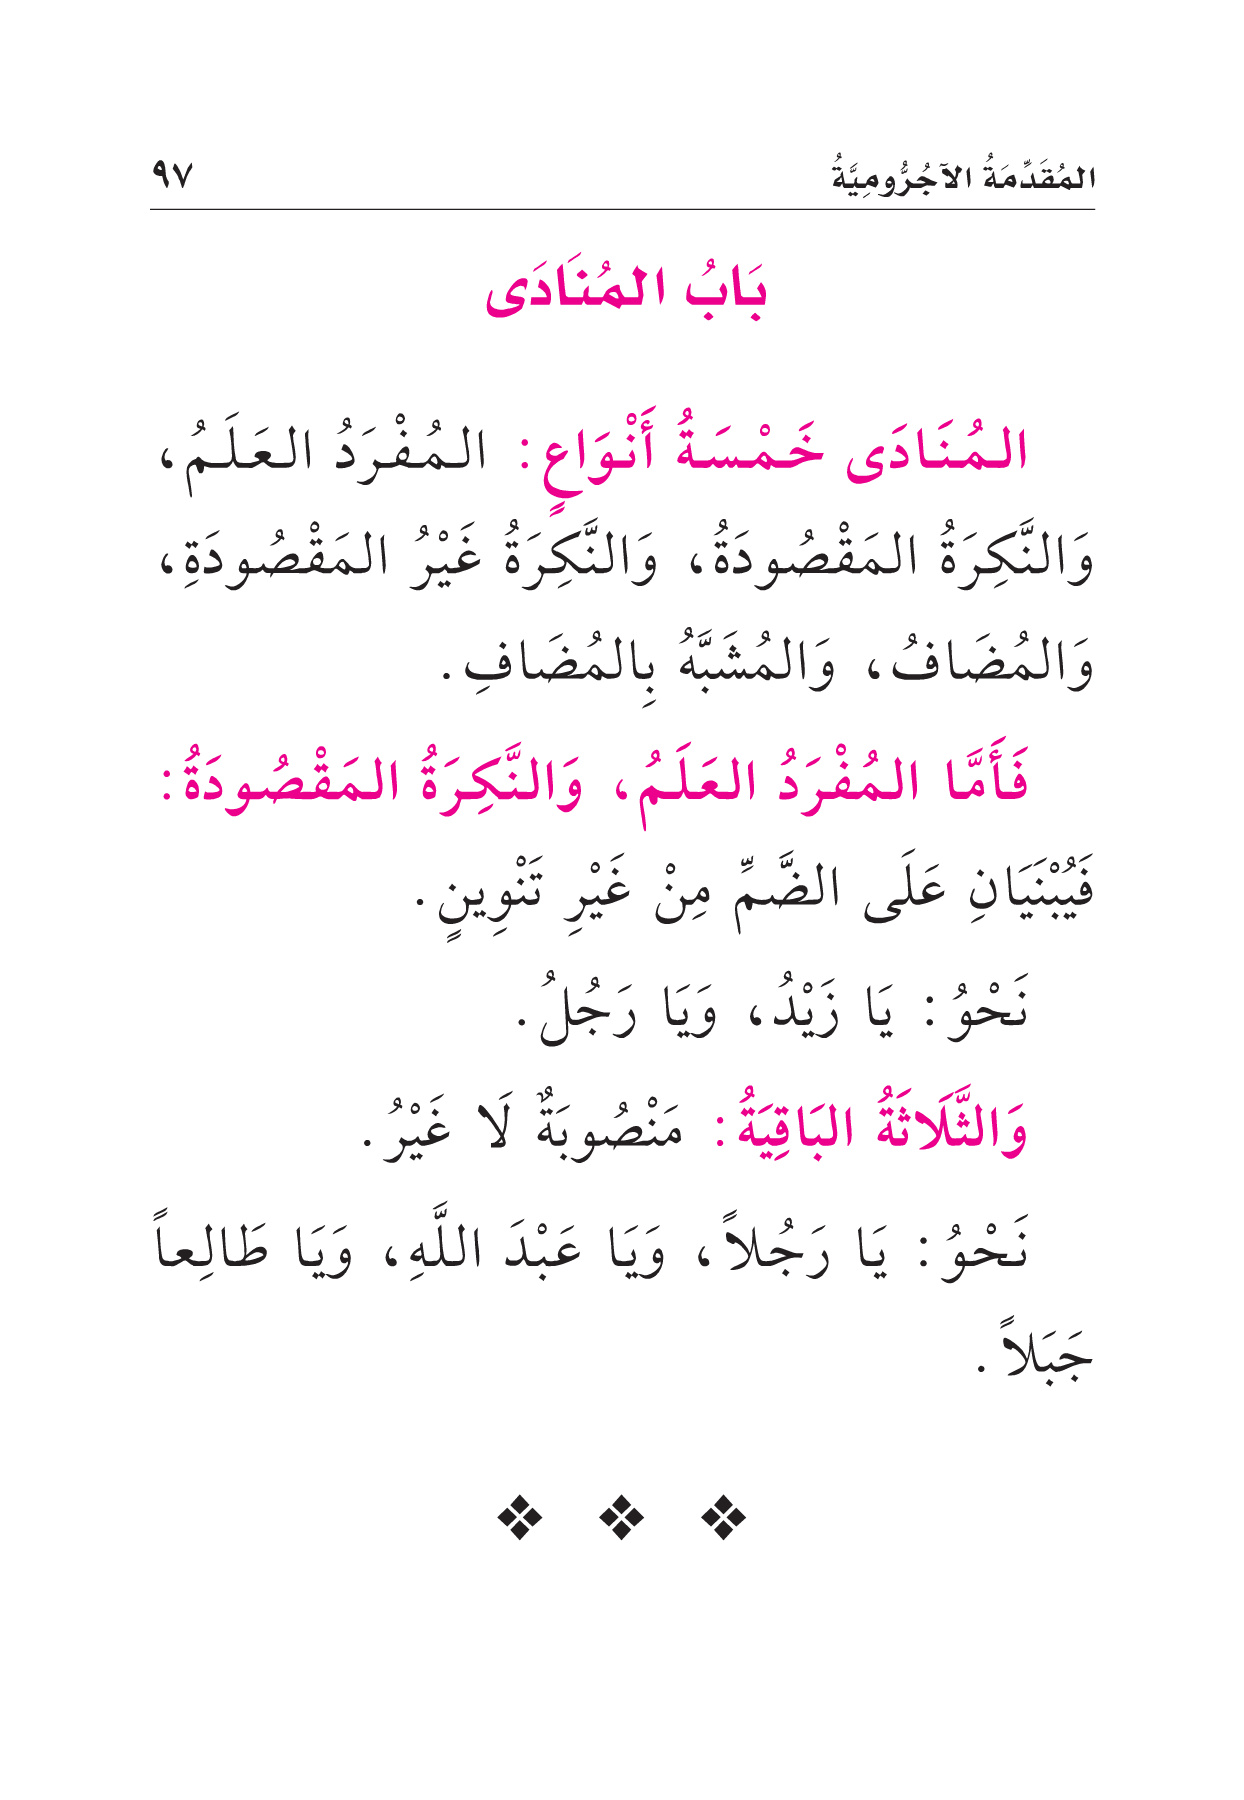 المُقَدِّمَةُ الآجُرُّومِيَّةُ ٩٧
بَابُ المُنَادَى
المُنَادَى خَمْسَةُ أَنْوَاعٍ: المُفْرَدُ العَلَمُ،
وَالنَّكِرَةُ المَقْصُودَةُ، وَالنَّكِرَةُ غَيْرُ المَقْصُودَةِ،
وَالمُضَافُ، وَالمُشَبَّهُ بِالمُضَافِ.
فَأَمَّا المُفْرَدُ العَلَمُ، وَالنَّكِرَةُ المَقْصُودَةُ:
فَيُبْنَيَانِ عَلَى الضَّمِّ مِنْ غَيْرِ تَنْوِينٍ.
نَحْوُ: يَا زَيْدُ، وَيَا رَجُلُ.
وَالثَّلَاثَةُ البَاقِيَةُ: مَنْصُوبَةٌ لَا غَيْرُ.
نَحْوُ: يَا رَجُلاً، وَيَا عَبْدَ اللَّهِ، وَيَا طَالِعاً
جَبَلاً.